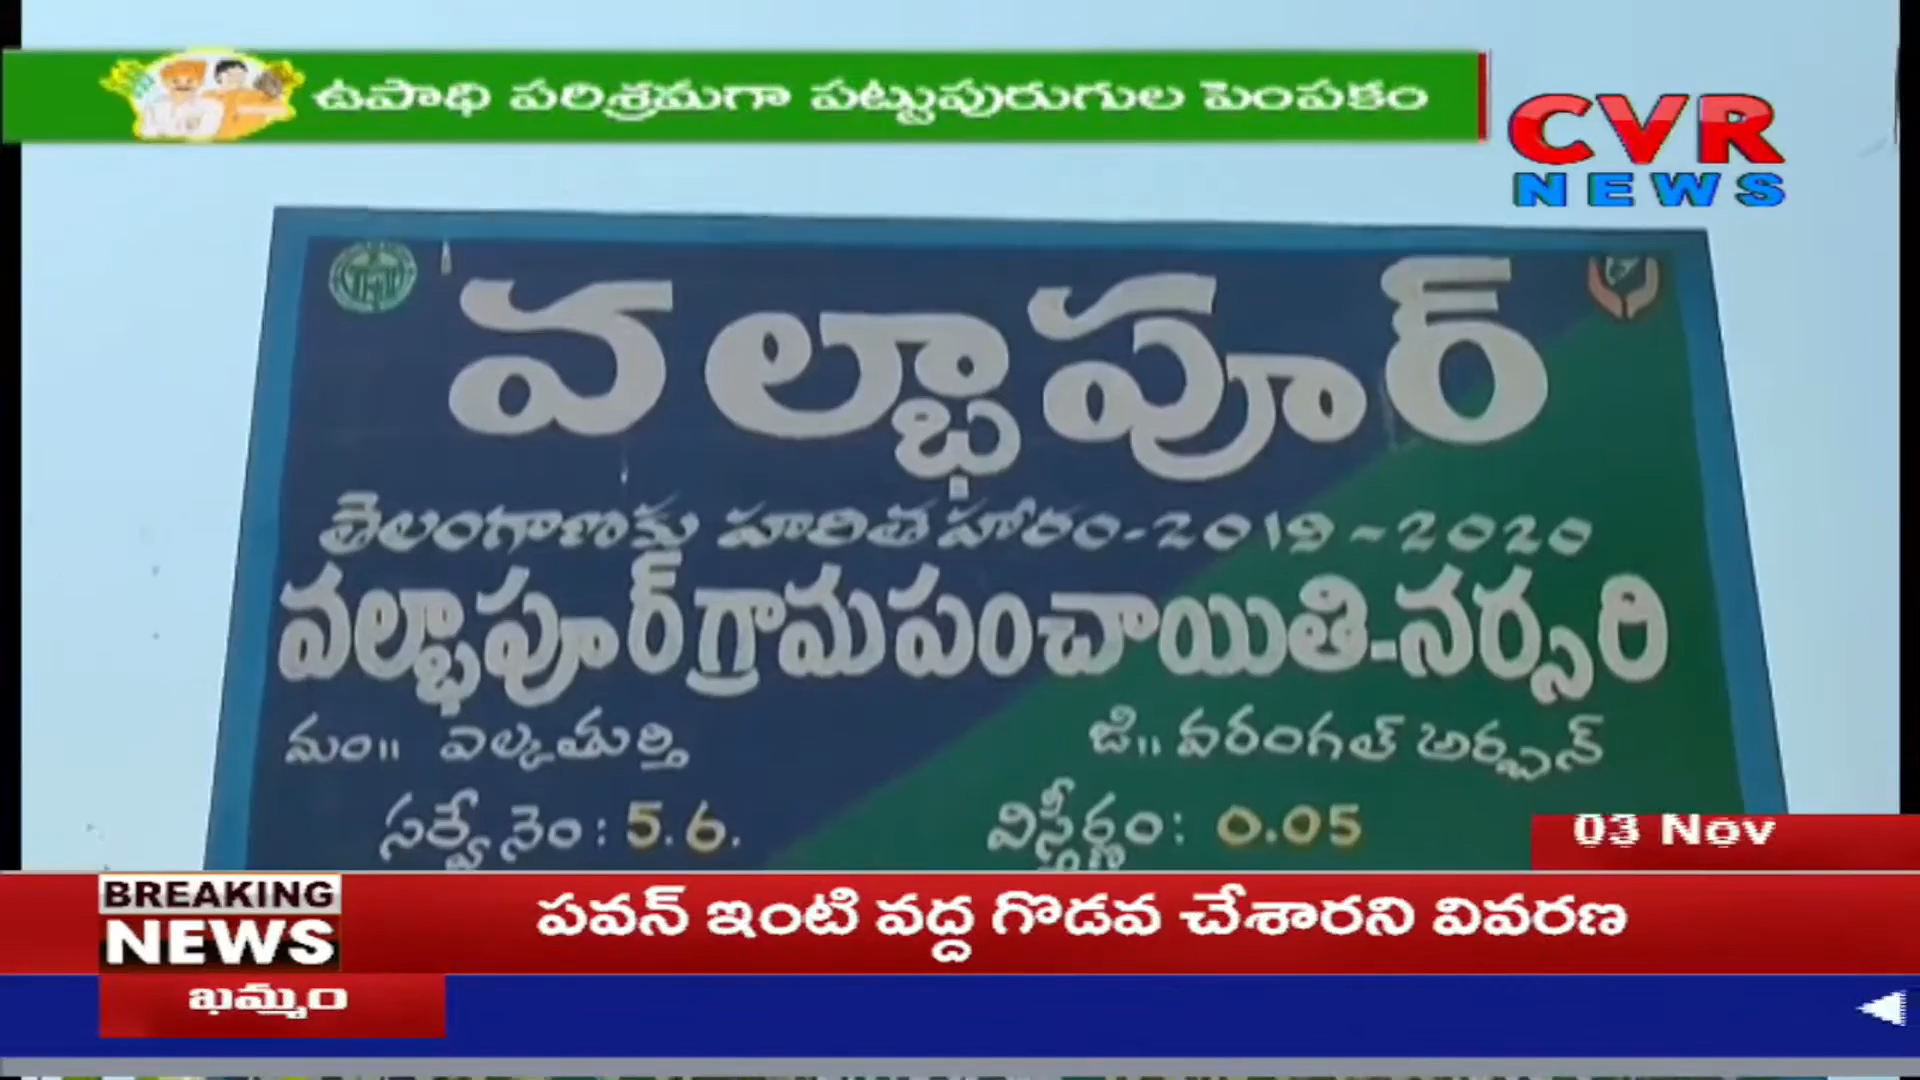 ఉపాధి పరిశ్రమగా పట్టుపురుగుల పెంపకం
CVR
NEWS
వల్భాపూర్
తెలంగాణకు హరితహారం-2019-2020
వల్భాపూర్ గ్రామపంచాయితి-నర్సరి
మం॥ ఎల్కతుర్తి జి॥ వరంగల్ అర్బన్
సర్వే నెం: 5.6. విస్తీర్ణం: 0.05
03 Nov
BREAKING
NEWS
పవన్ ఇంటి వద్ద గొడవ చేశారని వివరణ
ఖమ్మం